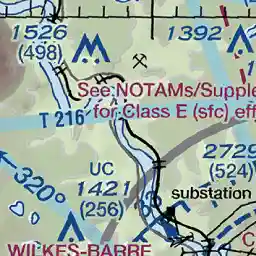 1526
(498)
1392
See NOTAMs/Supple
for Class E (sfc) eff
T 216
2729
(524)
320°
UC
1421
(256)
substation
WILKES-BARRE
C